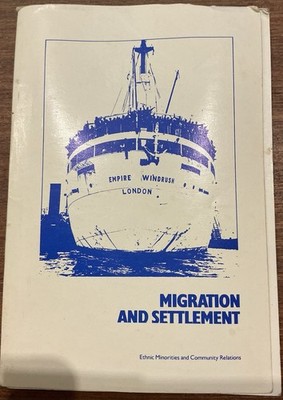 EMPIRE WINDRUSH
LONDON
MIGRATION
AND SETTLEMENT
Ethnic Minorities and Community Relations